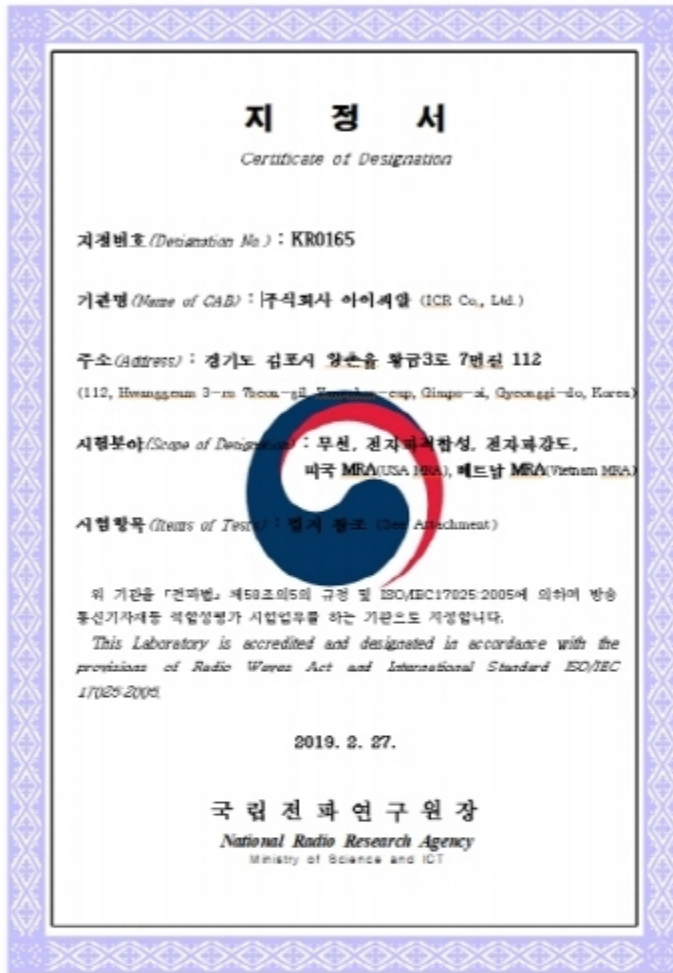 지 정 서
Certificate of Designation
지정번호(Designation No.) : KR0165
기관명(Name of CAB) : 주식회사 아이씨알 (ICR Co., Ltd.)
주소(Address) : 경기도 김포시 양촌읍 황금3로 7번길 112
(112, Hwanggeum 3-ro 7beon-gil, Yangchon-eup, Gimpo-si, Gyeonggi-do, Korea)
시험분야(Scope of Designation) : 무선, 전자파적합성, 전자파강도,
미국 MRA(USA MRA), 베트남 MRA(Vietnam MRA)
시험항목(Items of Tests) : 별지 참조 (See Attachment)
위 기관을 「전파법」 제58조의5의 규정 및 ISO/IEC17025:2005에 의하여 방송
통신기자재등 적합성평가 시험업무를 하는 기관으로 지정합니다.
This Laboratory is accredited and designated in accordance with the
provisions of Radio Waves Act and International Standard ISO/IEC
17025:2005.
2019. 2. 27.
국립전파연구원장
National Radio Research Agency
Ministry of Science and ICT